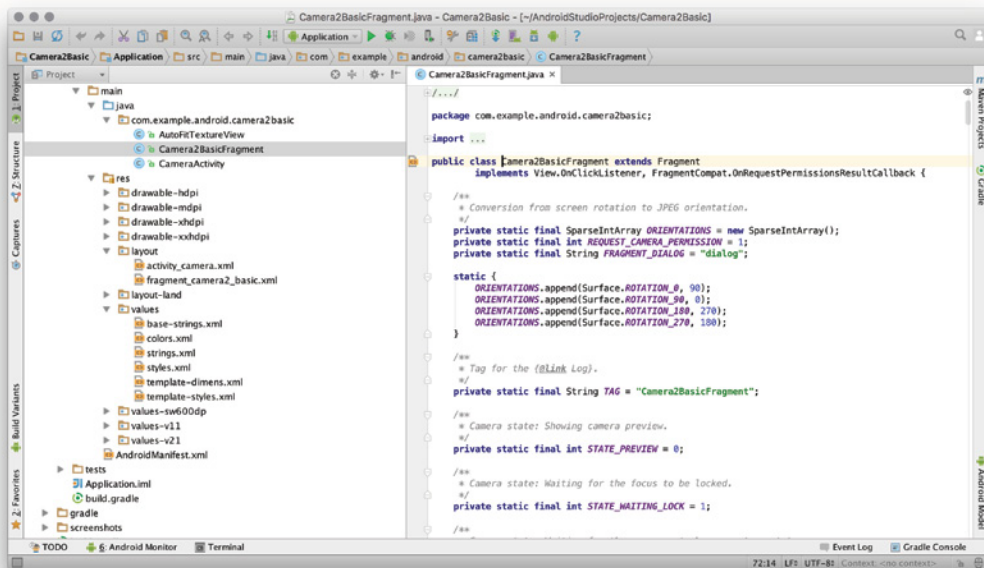 Camera2BasicFragment.java - Camera2Basic - [~/AndroidStudioProjects/Camera2Basic]
Application
?
Camera2Basic Application src main java com example android camera2basic Camera2BasicFragment
Project
main
java
com.example.android.camera2basic
AutoFitTextureView
Camera2BasicFragment
CameraActivity
res
drawable-hdpi
drawable-mdpi
drawable-xhdpi
drawable-xxhdpi
layout
activity_camera.xml
fragment_camera2_basic.xml
layout-land
values
base-strings.xml
colors.xml
strings.xml
styles.xml
template-dimens.xml
template-styles.xml
values-sw600dp
values-v11
values-v21
AndroidManifest.xml
tests
Application.iml
build.gradle
gradle
screenshots
1: Project
Z: Structure
Captures
Build Variants
2: Favorites
Camera2BasicFragment.java ×
/.../
package com.example.android.camera2basic;
import ...
public class Camera2BasicFragment extends Fragment
implements View.OnClickListener, FragmentCompat.OnRequestPermissionsResultCallback {
/**
* Conversion from screen rotation to JPEG orientation.
*/
private static final SparseIntArray ORIENTATIONS = new SparseIntArray();
private static final int REQUEST_CAMERA_PERMISSION = 1;
private static final String FRAGMENT_DIALOG = "dialog";
static {
ORIENTATIONS.append(Surface.ROTATION_0, 90);
ORIENTATIONS.append(Surface.ROTATION_90, 0);
ORIENTATIONS.append(Surface.ROTATION_180, 270);
ORIENTATIONS.append(Surface.ROTATION_270, 180);
}
/**
* Tag for the {@link Log}.
*/
private static final String TAG = "Camera2BasicFragment";
/**
* Camera state: Showing camera preview.
*/
private static final int STATE_PREVIEW = 0;
/**
* Camera state: Waiting for the focus to be locked.
*/
private static final int STATE_WAITING_LOCK = 1;
/**
m
Maven Projects
Gradle
Android Model
TODO 6: Android Monitor Terminal Event Log Gradle Console
72:14 LF÷ UTF-8÷ Context: <no context>